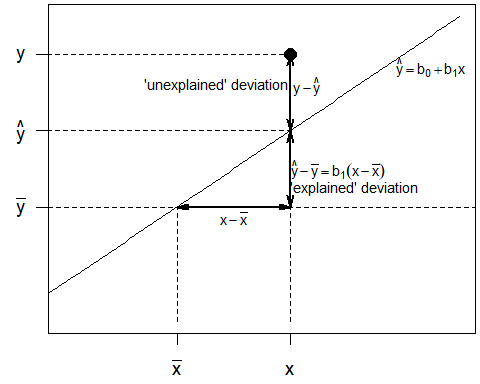 y
'unexplained' deviation
y − ŷ
ŷ = b₀ + b₁x
ŷ
ŷ − y̅ = b₁(x − x̅)
'explained' deviation
y̅
x − x̅
x̅
x